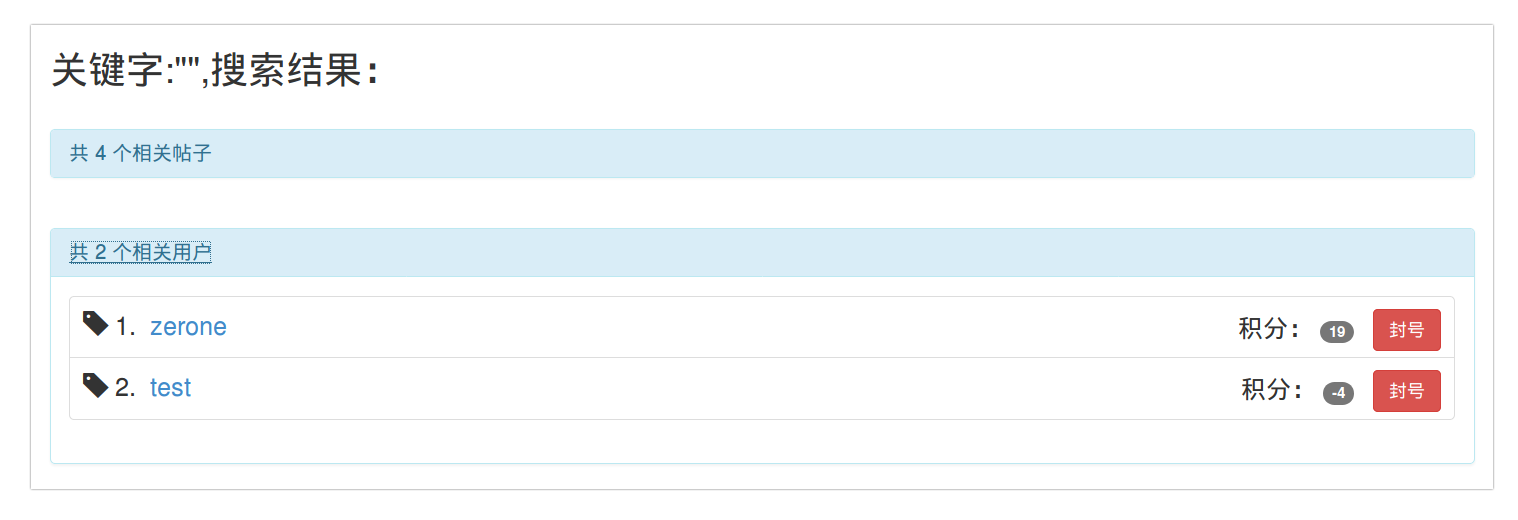 关键字:"",搜索结果：
共 4 个相关帖子
共 2 个相关用户
1. zerone 积分： 19 封号
2. test 积分： -4 封号